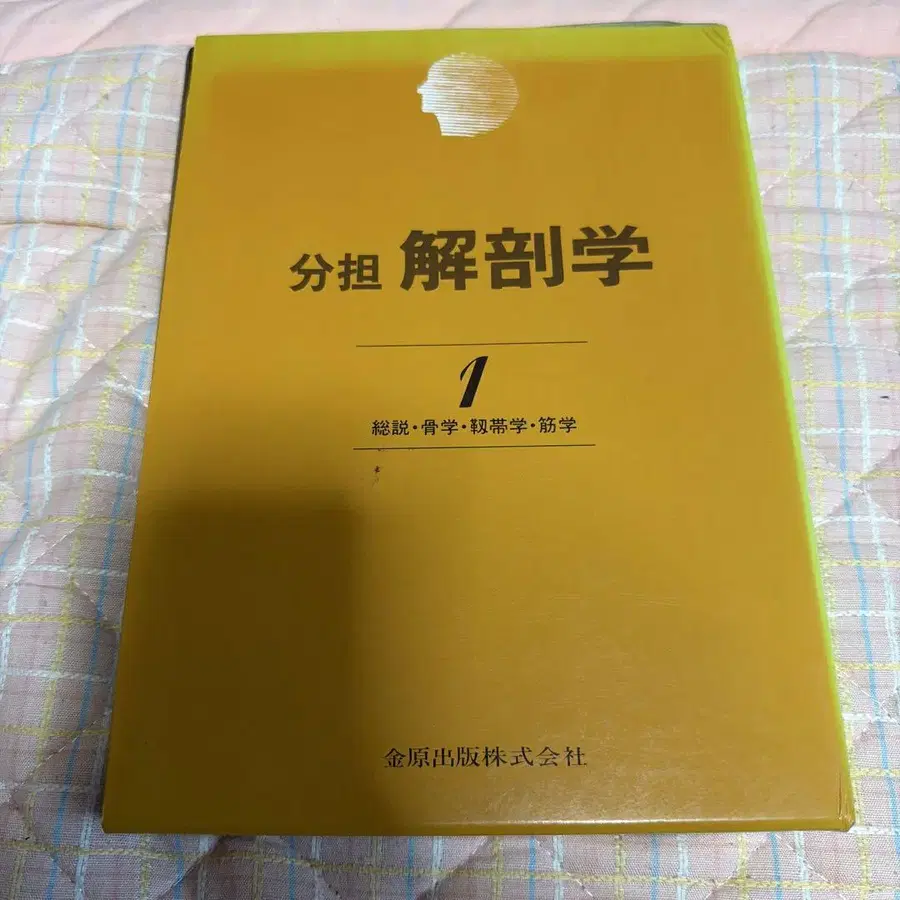 分担 解剖学
1
総説・骨学・靱帯学・筋学
金原出版株式会社